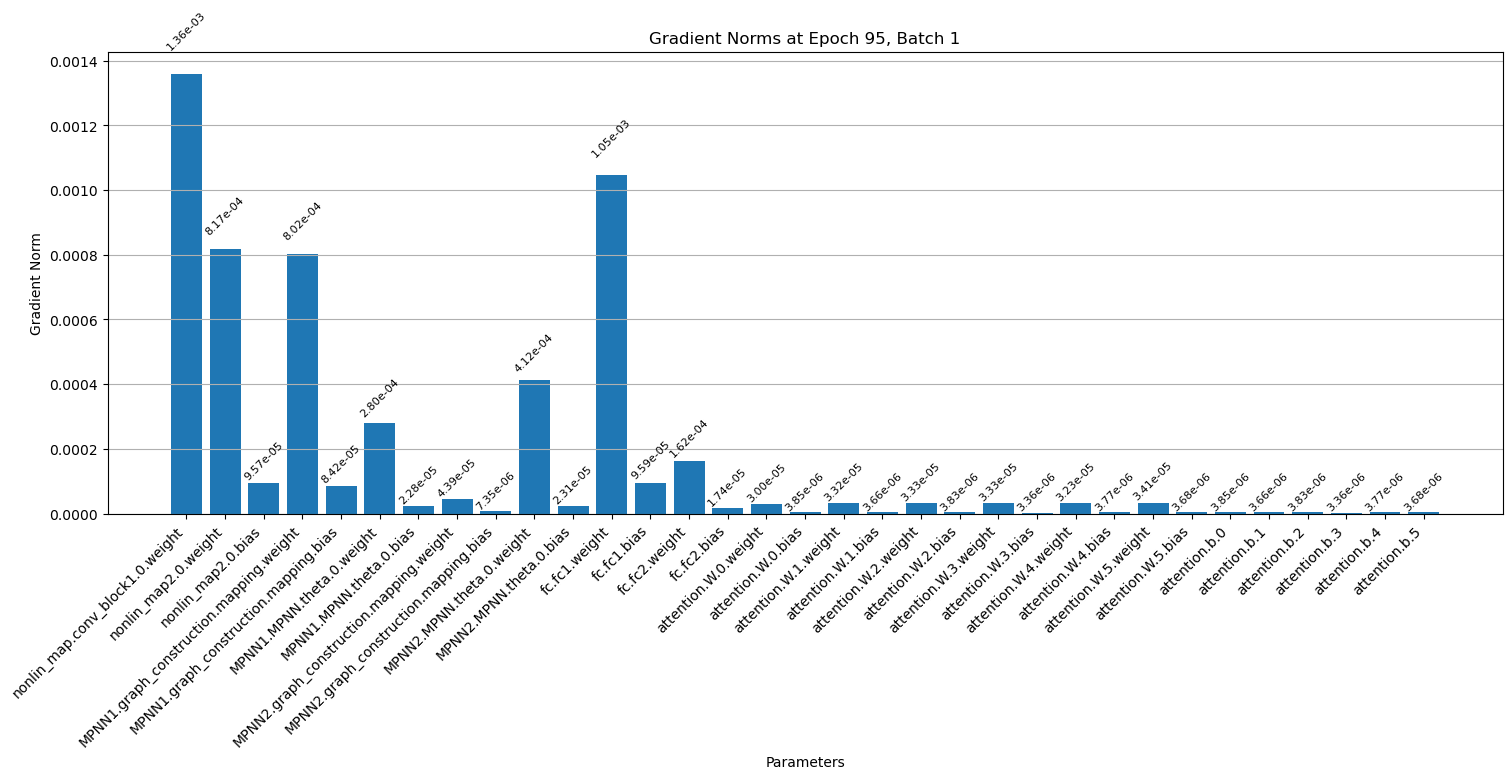 Gradient Norms at Epoch 95, Batch 1
Gradient Norm
0.0014
0.0012
0.0010
0.0008
0.0006
0.0004
0.0002
0.0000
1.36e-03
8.17e-04
9.57e-05
8.02e-04
8.42e-05
2.80e-04
2.28e-05
4.39e-05
7.35e-06
4.12e-04
2.31e-05
1.05e-03
9.59e-05
1.62e-04
1.74e-05
3.00e-05
3.85e-06
3.32e-05
3.66e-06
3.33e-05
3.83e-06
3.33e-05
3.36e-06
3.23e-05
3.77e-06
3.41e-05
3.68e-06
3.85e-06
3.66e-06
3.83e-06
3.36e-06
3.77e-06
3.68e-06
nonlin_map.conv_block1.0.weight
nonlin_map2.0.weight
nonlin_map2.0.bias
MPNN1.graph_construction.mapping.weight
MPNN1.graph_construction.mapping.bias
MPNN1.MPNN.theta.0.weight
MPNN1.MPNN.theta.0.bias
MPNN2.graph_construction.mapping.weight
MPNN2.graph_construction.mapping.bias
MPNN2.MPNN.theta.0.weight
MPNN2.MPNN.theta.0.bias
fc.fc1.weight
fc.fc1.bias
fc.fc2.weight
fc.fc2.bias
attention.W.0.weight
attention.W.0.bias
attention.W.1.weight
attention.W.1.bias
attention.W.2.weight
attention.W.2.bias
attention.W.3.weight
attention.W.3.bias
attention.W.4.weight
attention.W.4.bias
attention.W.5.weight
attention.W.5.bias
attention.b.0
attention.b.1
attention.b.2
attention.b.3
attention.b.4
attention.b.5
Parameters